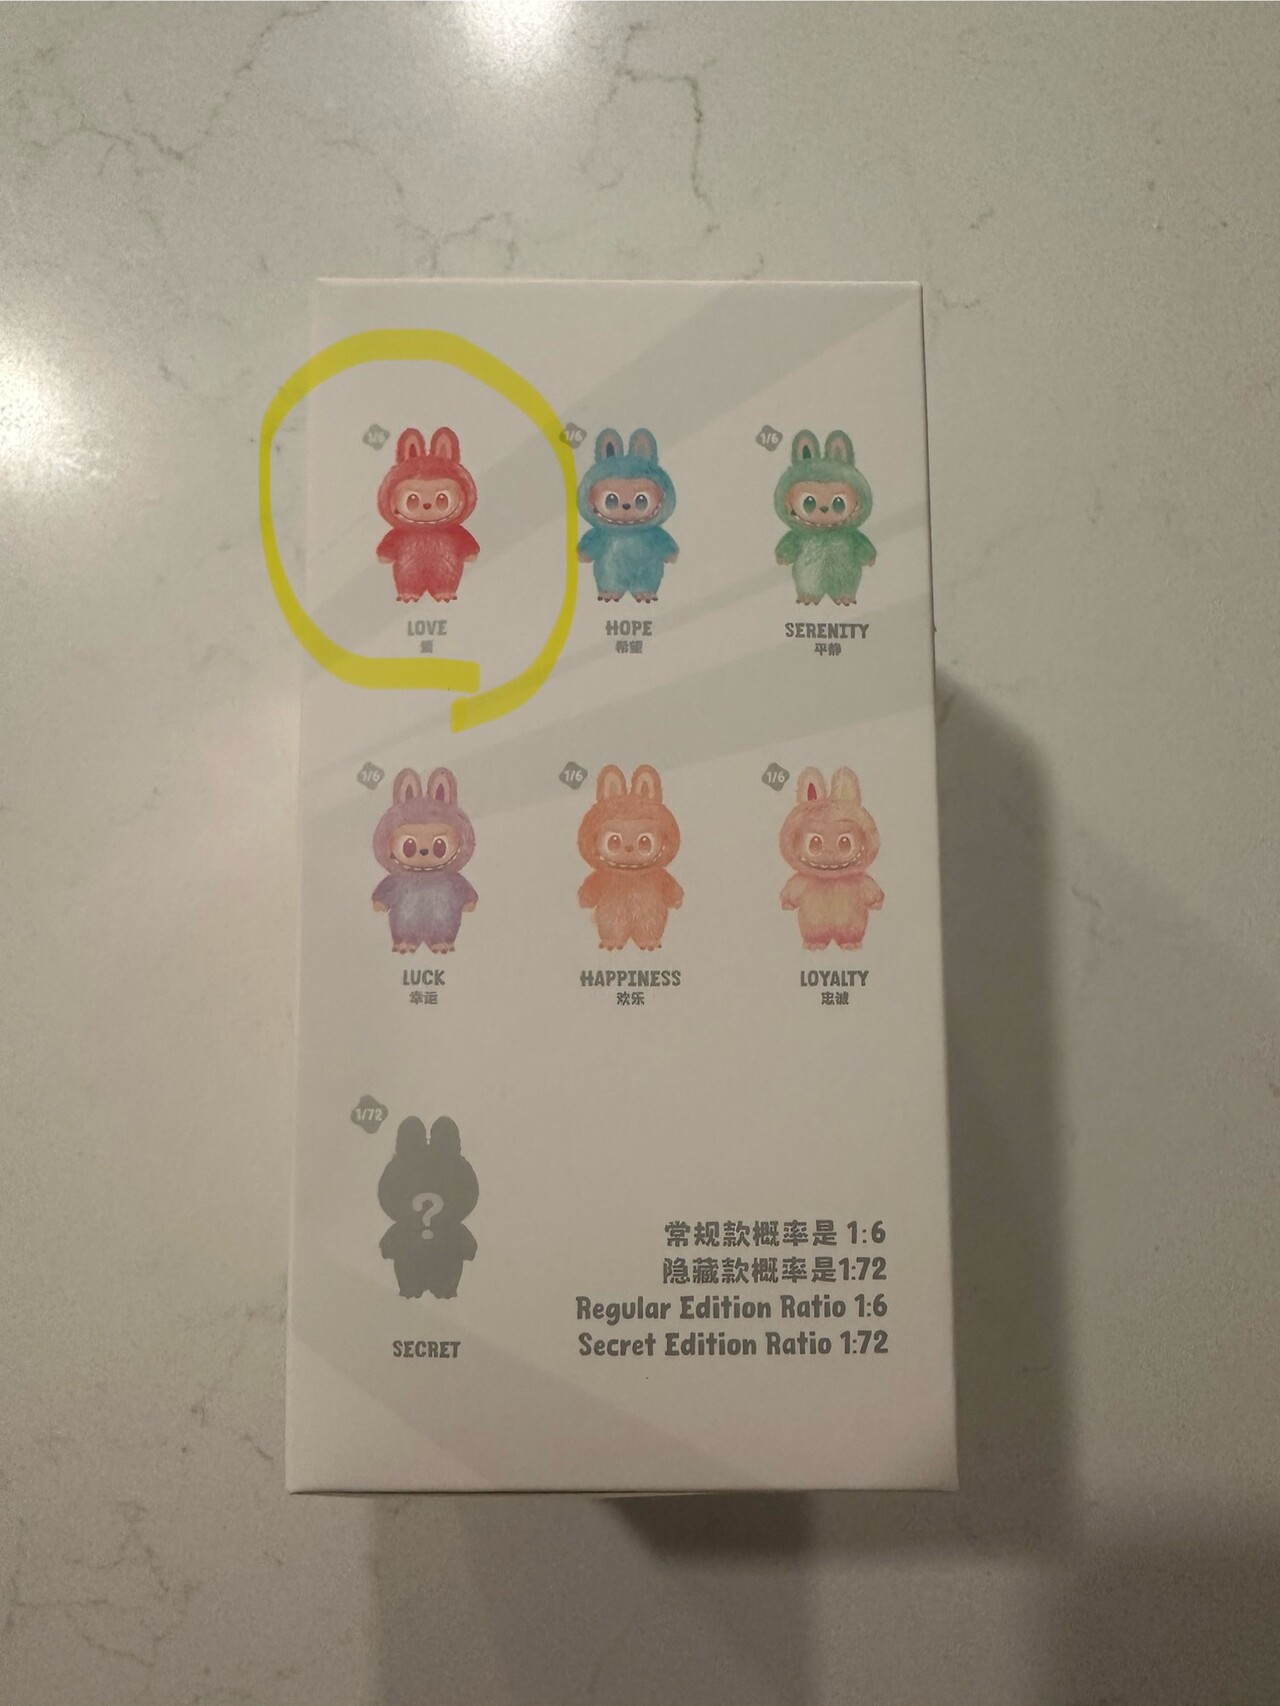 1/6 1/6 1/6
LOVE HOPE SERENITY
爱 希望 平静
1/6 1/6 1/6
LUCK HAPPINESS LOYALTY
幸运 欢乐 忠诚
1/72
?
SECRET
常规款概率是 1:6
隐藏款概率是1:72
Regular Edition Ratio 1:6
Secret Edition Ratio 1:72